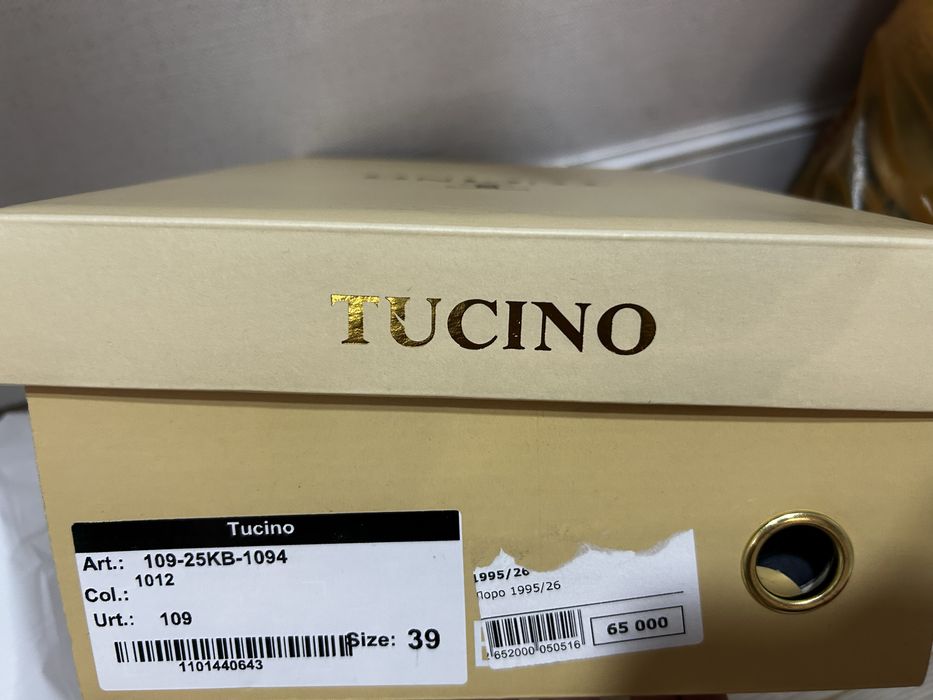 TUCINO
Tucino
Art.: 109-25KB-1094
1012
Col.:
Urt.: 109
Size: 39
1101440643
1995/26
Лоро 1995/26
65 000
2652000 050516